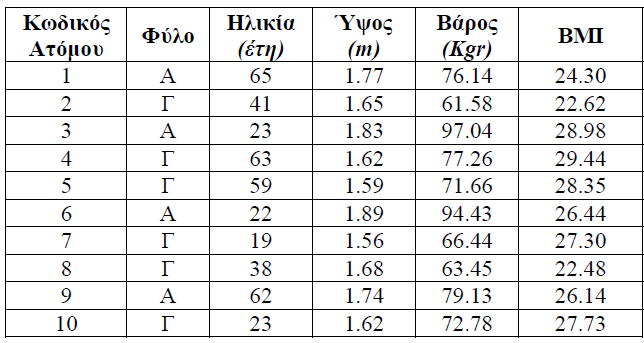 Κωδικός Ατόμου Φύλο Ηλικία (έτη) Ύψος (m) Βάρος (Kgr) BMI
1 Α 65 1.77 76.14 24.30
2 Γ 41 1.65 61.58 22.62
3 Α 23 1.83 97.04 28.98
4 Γ 63 1.62 77.26 29.44
5 Γ 59 1.59 71.66 28.35
6 Α 22 1.89 94.43 26.44
7 Γ 19 1.56 66.44 27.30
8 Γ 38 1.68 63.45 22.48
9 Α 62 1.74 79.13 26.14
10 Γ 23 1.62 72.78 27.73